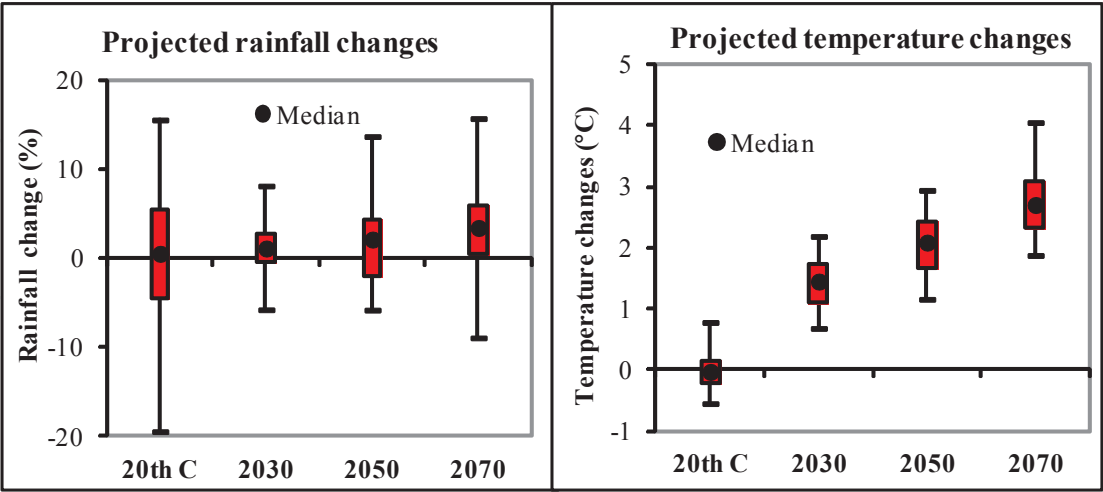 Projected rainfall changes
20
10
0
-10
-20
Rainfall change (%)
Median
20th C 2030 2050 2070
Projected temperature changes
5
4
3
2
1
0
-1
Temperature changes (°C)
Median
20th C 2030 2050 2070